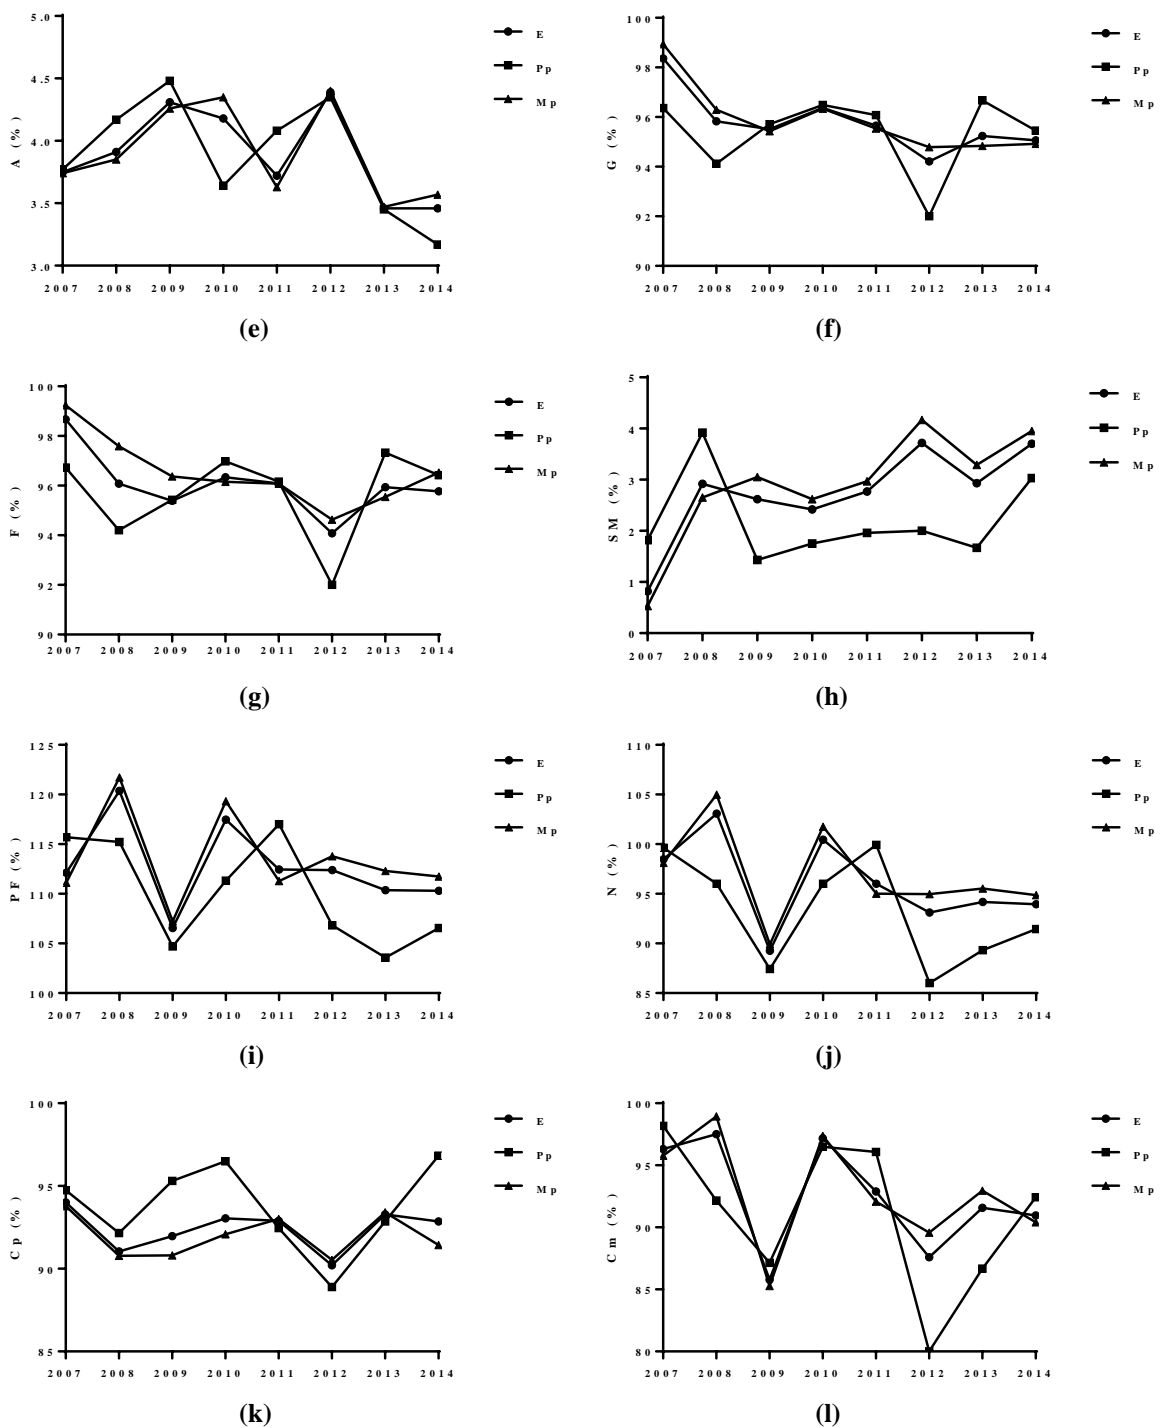 A (%)
5.0
4.5
4.0
3.5
3.0
2007 2008 2009 2010 2011 2012 2013 2014
E
Pp
Mp
(e)
G (%)
100
98
96
94
92
90
2007 2008 2009 2010 2011 2012 2013 2014
E
Pp
Mp
(f)
F (%)
100
98
96
94
92
90
2007 2008 2009 2010 2011 2012 2013 2014
E
Pp
Mp
(g)
SM (%)
5
4
3
2
1
0
2007 2008 2009 2010 2011 2012 2013 2014
E
Pp
Mp
(h)
PF (%)
125
120
115
110
105
100
2007 2008 2009 2010 2011 2012 2013 2014
E
Pp
Mp
(i)
N (%)
110
105
100
95
90
85
2007 2008 2009 2010 2011 2012 2013 2014
E
Pp
Mp
(j)
Cp (%)
100
95
90
85
2007 2008 2009 2010 2011 2012 2013 2014
E
Pp
Mp
(k)
Cm (%)
100
95
90
85
80
2007 2008 2009 2010 2011 2012 2013 2014
E
Pp
Mp
(l)